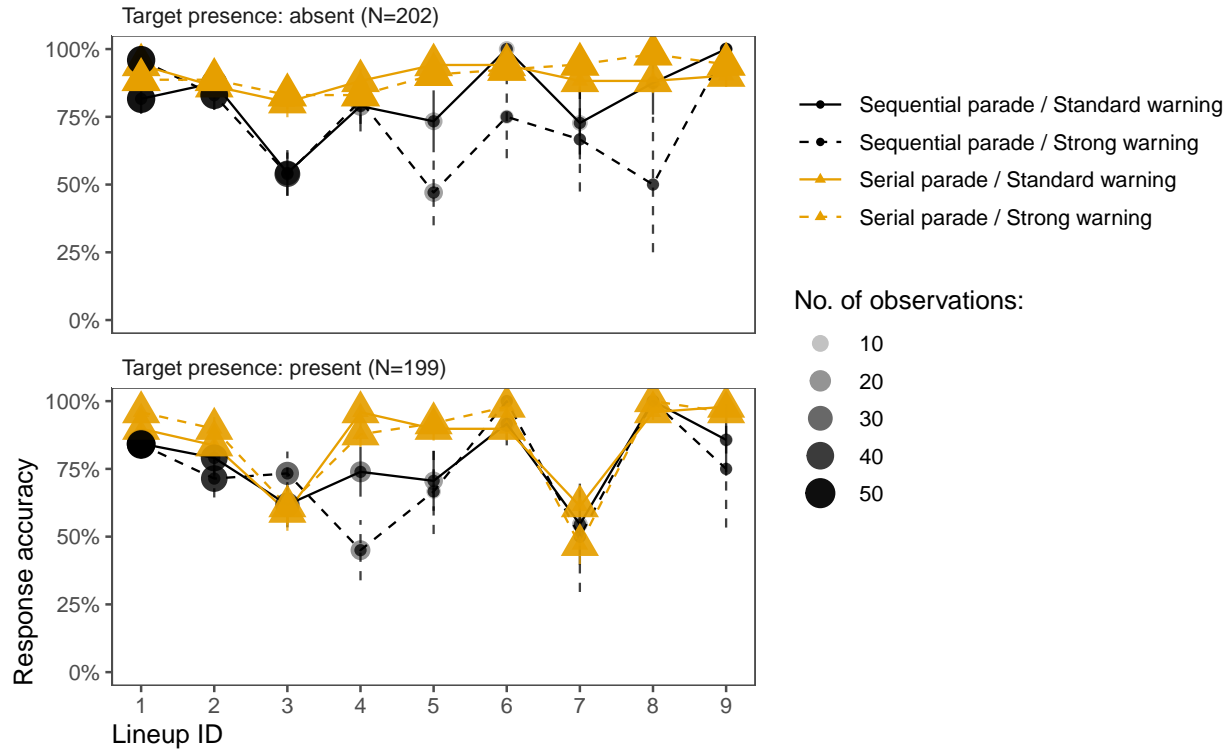 Target presence: absent (N=202)
100%
75%
50%
25%
0%
Target presence: present (N=199)
100%
75%
50%
25%
0%
1 2 3 4 5 6 7 8 9
Lineup ID
Response accuracy
Sequential parade / Standard warning
Sequential parade / Strong warning
Serial parade / Standard warning
Serial parade / Strong warning
No. of observations:
10
20
30
40
50